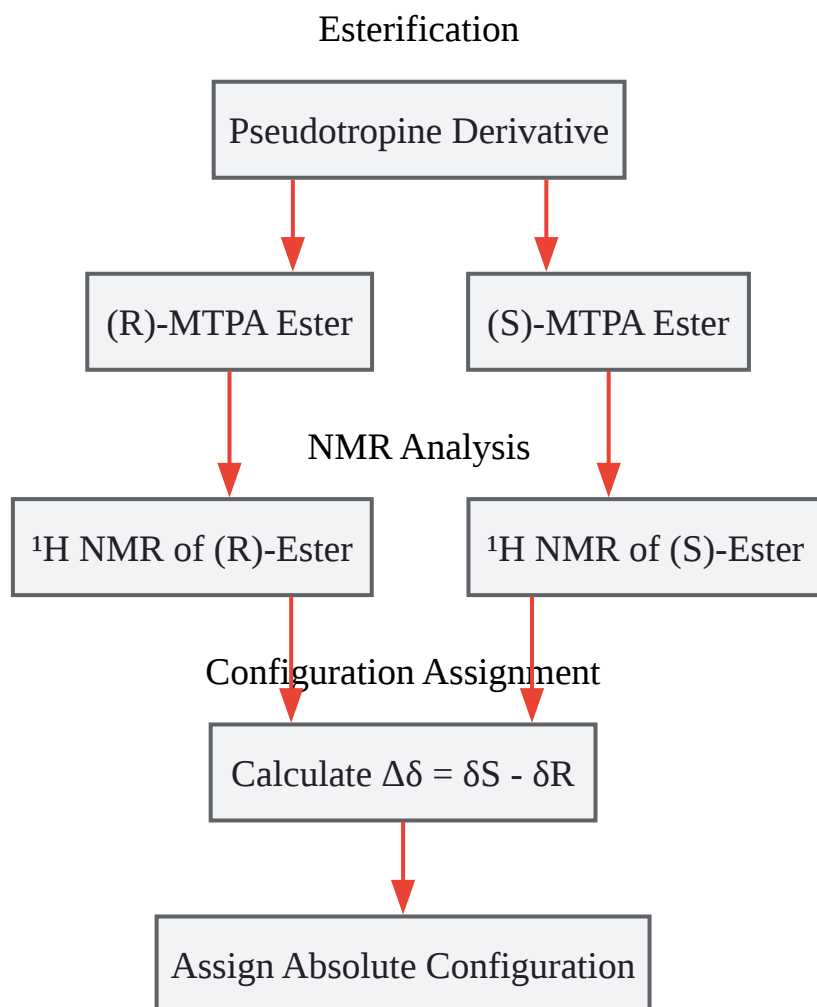 Esterification
Pseudotropine Derivative
(R)-MTPA Ester
(S)-MTPA Ester
NMR Analysis
¹H NMR of (R)-Ester
¹H NMR of (S)-Ester
Configuration Assignment
Calculate Δδ = δS - δR
Assign Absolute Configuration